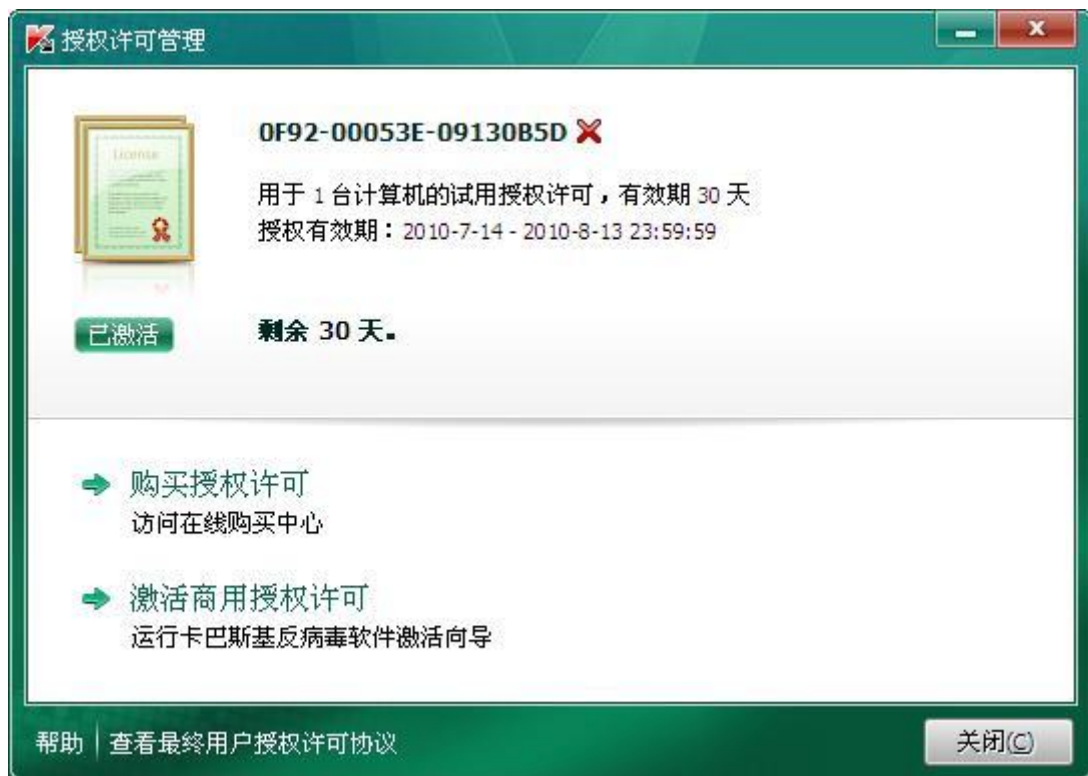 授权许可管理
License
0F92-00053E-09130B5D
用于 1 台计算机的试用授权许可，有效期 30 天
授权有效期：2010-7-14 - 2010-8-13 23:59:59
已激活
剩余 30 天。
购买授权许可
访问在线购买中心
激活商用授权许可
运行卡巴斯基反病毒软件激活向导
帮助
查看最终用户授权许可协议
关闭(C)